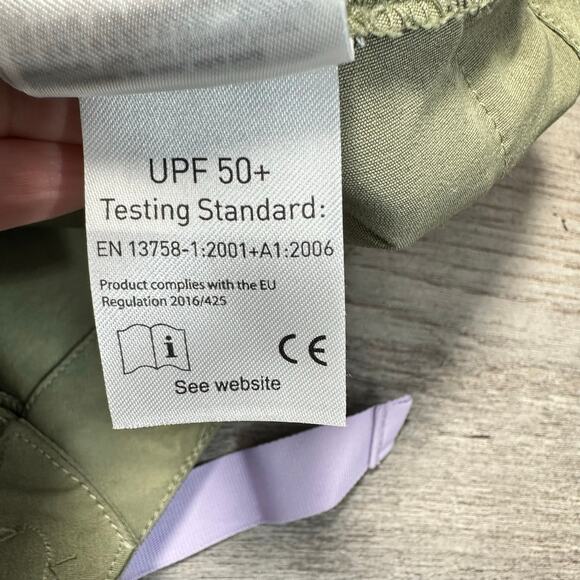 UPF 50+
Testing Standard:
EN 13758-1:2001+A1:2006
Product complies with the EU
Regulation 2016/425
i
CE
See website